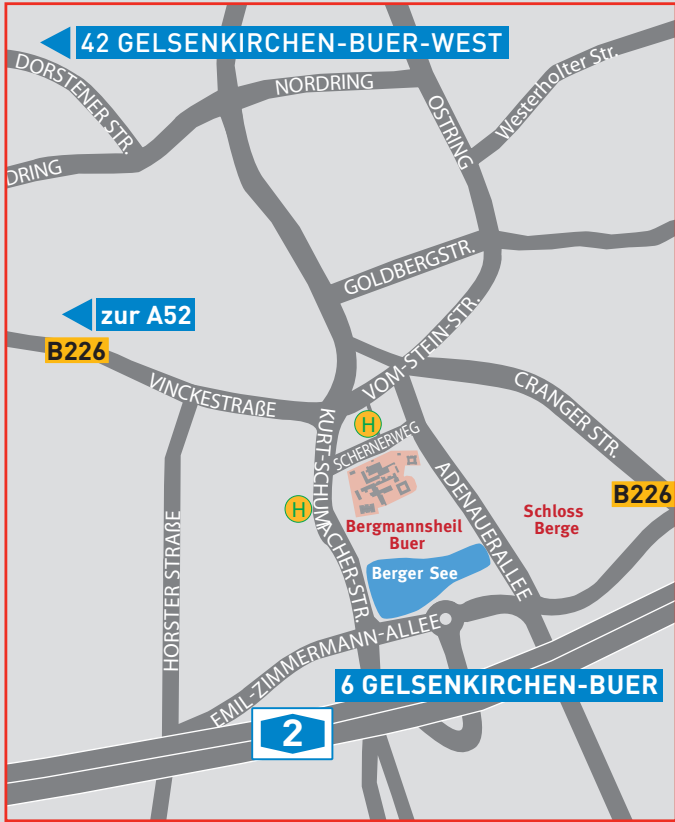 42 GELSENKIRCHEN-BUER-WEST
DORSTENER STR.
NORDRING
OSTRING
Westerholter Str.
DRING
GOLDBERGSTR.
zur A52
B226
VINCKESTRAßE
VOM-STEIN-STR.
CRANGER STR.
KURT-SCHUMACHER-STR.
H
SCHERNERWEG
ADENAUERALLEE
B226
H
Bergmannsheil
Buer
Schloss
Berge
HORSTER STRAßE
Berger See
EMIL-ZIMMERMANN-ALLEE
6 GELSENKIRCHEN-BUER
2